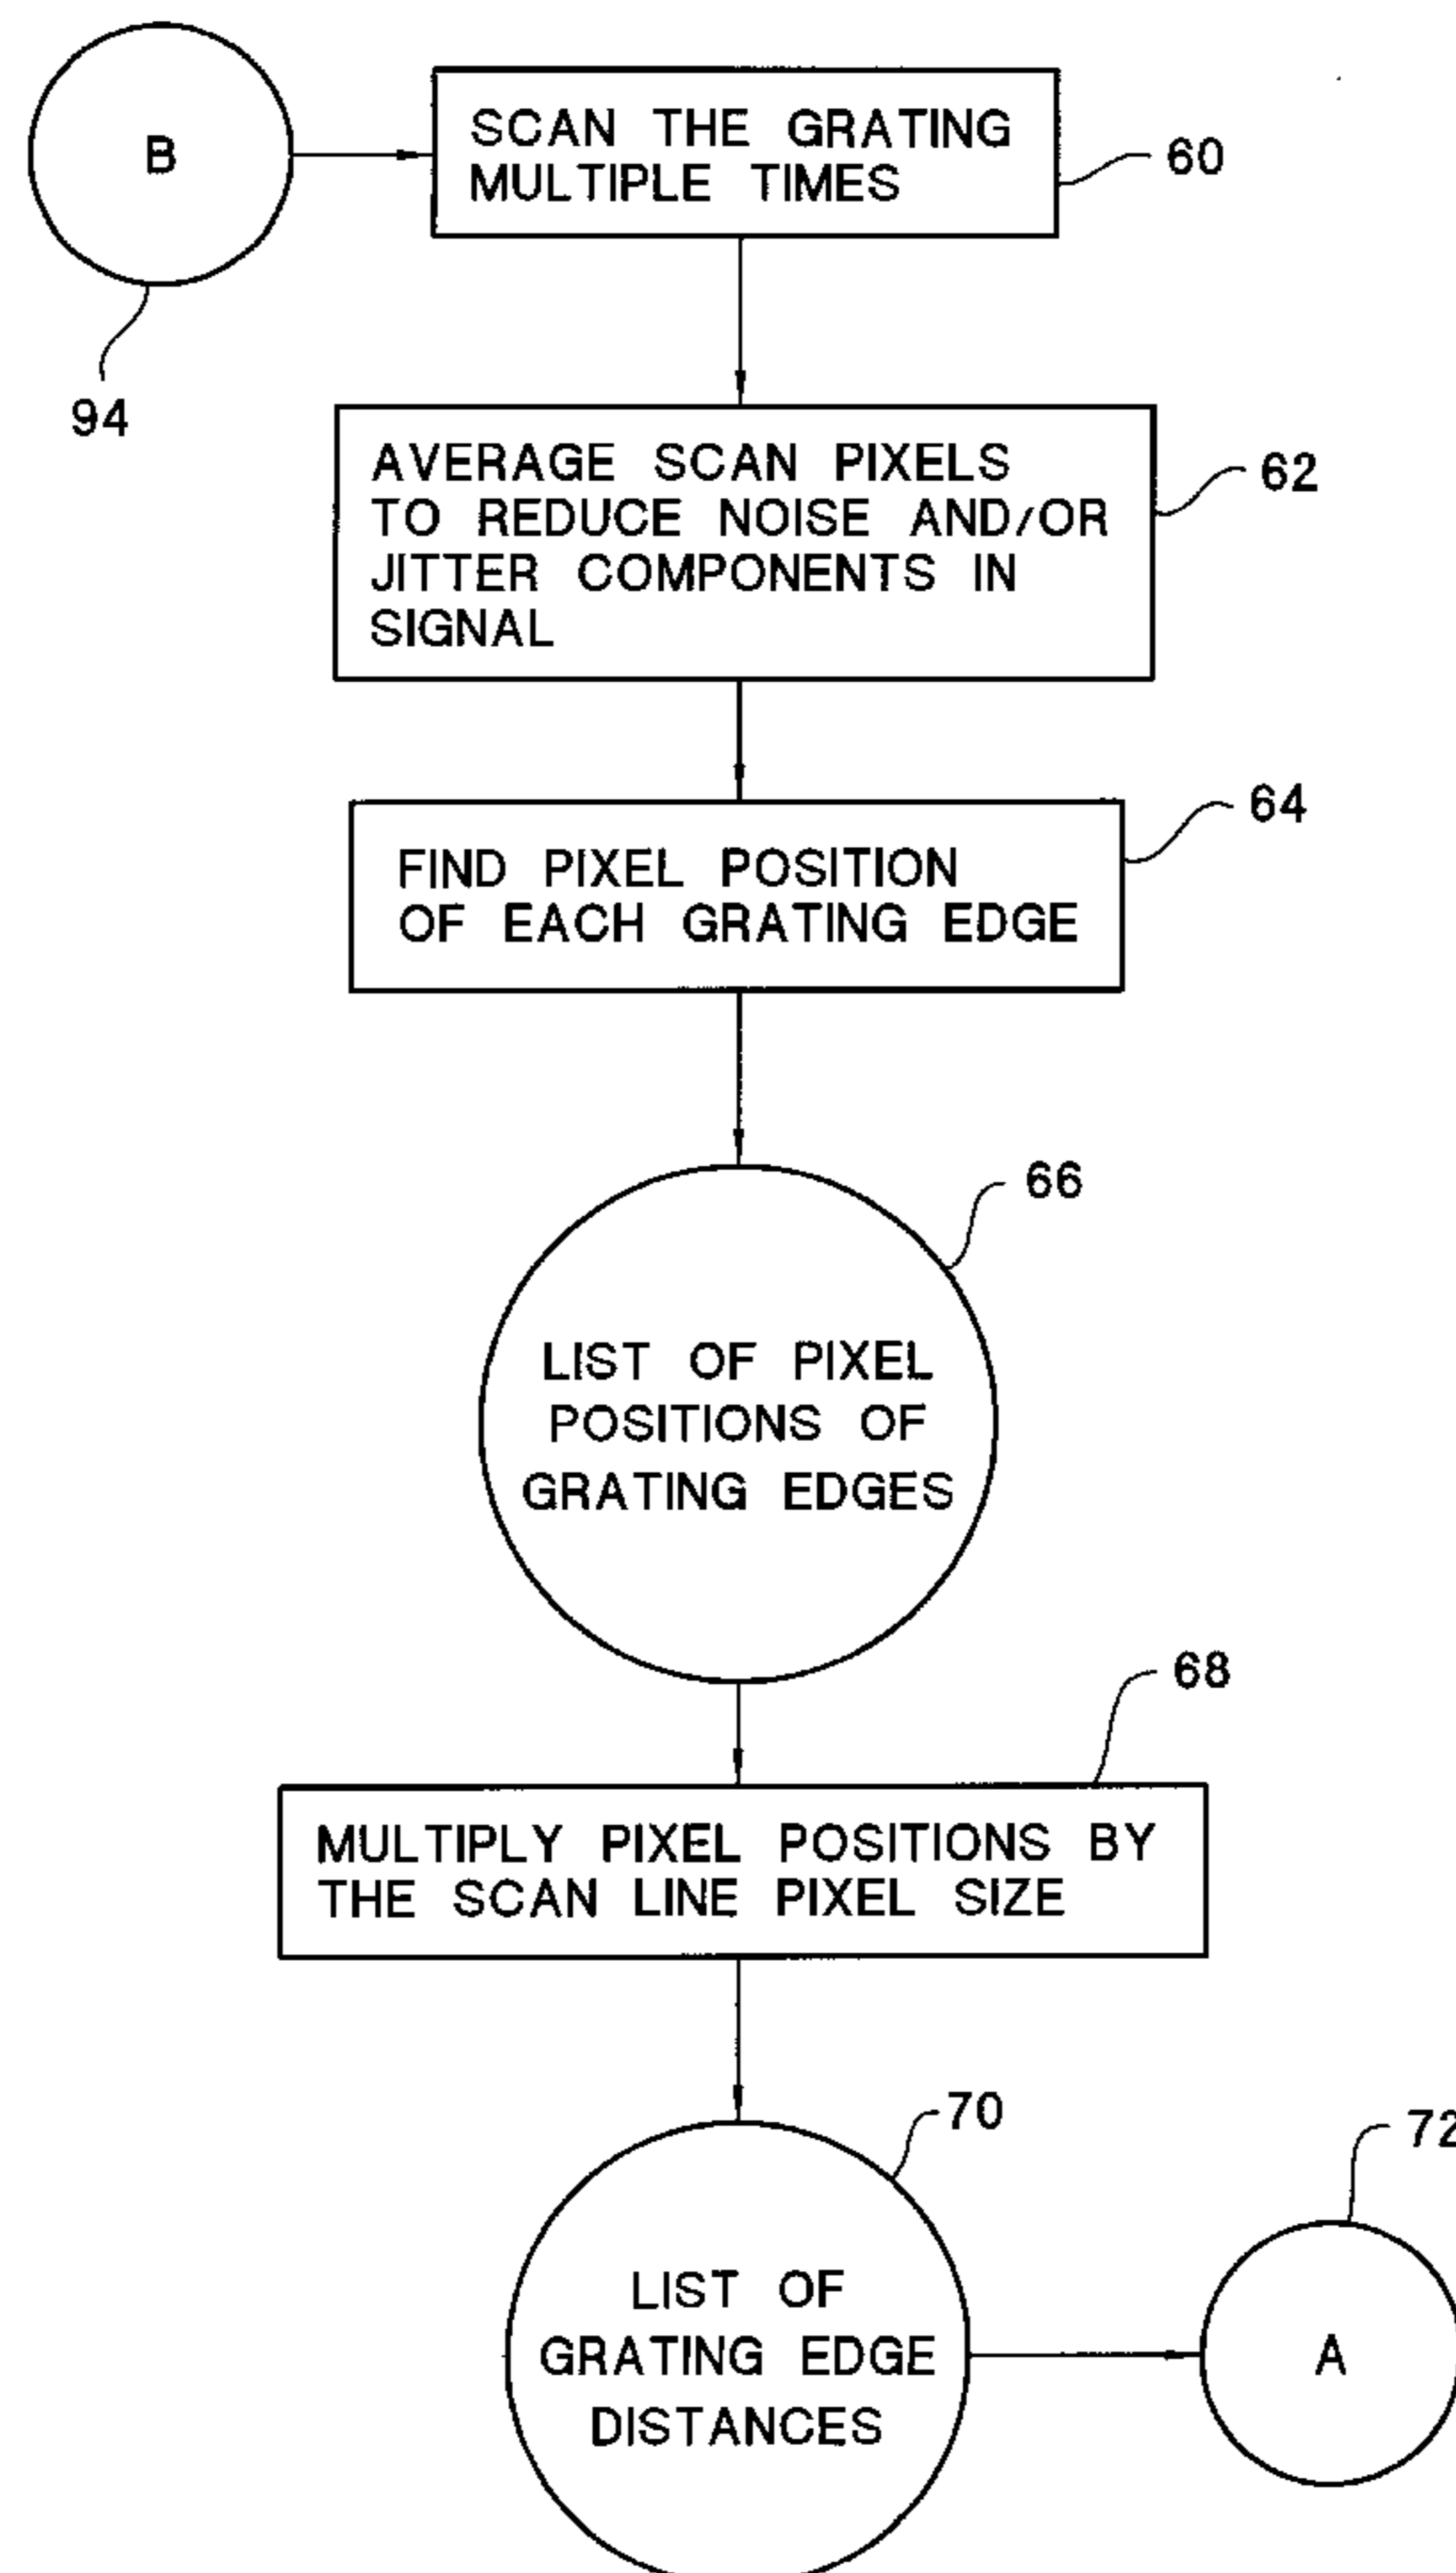 B
SCAN THE GRATING
MULTIPLE TIMES
60
94
AVERAGE SCAN PIXELS
TO REDUCE NOISE AND/OR
JITTER COMPONENTS IN
SIGNAL
62
FIND PIXEL POSITION
OF EACH GRATING EDGE
64
66
LIST OF PIXEL
POSITIONS OF
GRATING EDGES
68
MULTIPLY PIXEL POSITIONS BY
THE SCAN LINE PIXEL SIZE
70
72
LIST OF
GRATING EDGE
DISTANCES
A